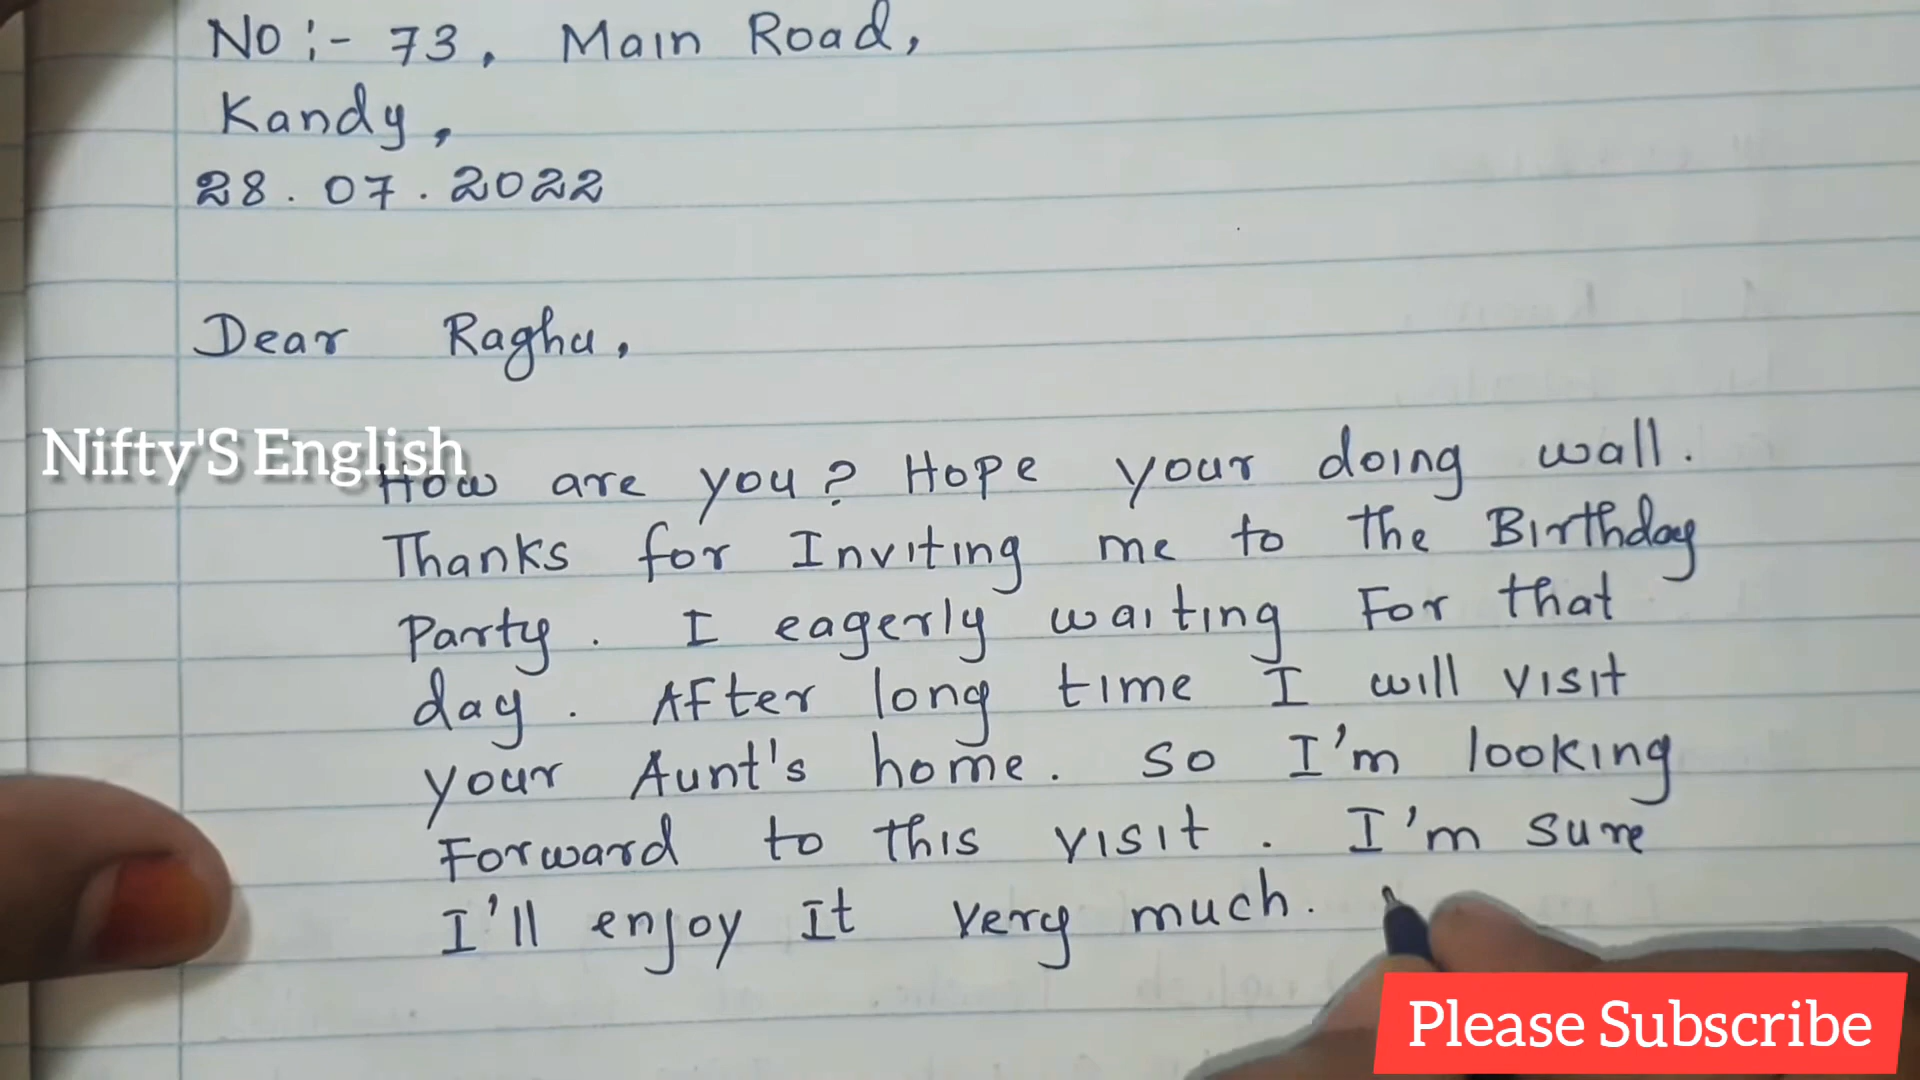 No :- 73, Main Road,
Kandy,
28.07.2022
Dear Raghu,
Nifty'S English
How are you? Hope your doing wall.
Thanks for Inviting me to the Birthday
Party. I eagerly waiting For that
day. AFter long time I will visit
your Aunt's home. So I'm looking
Forward to this visit. I'm sure
I'll enjoy It very much.
Please Subscribe